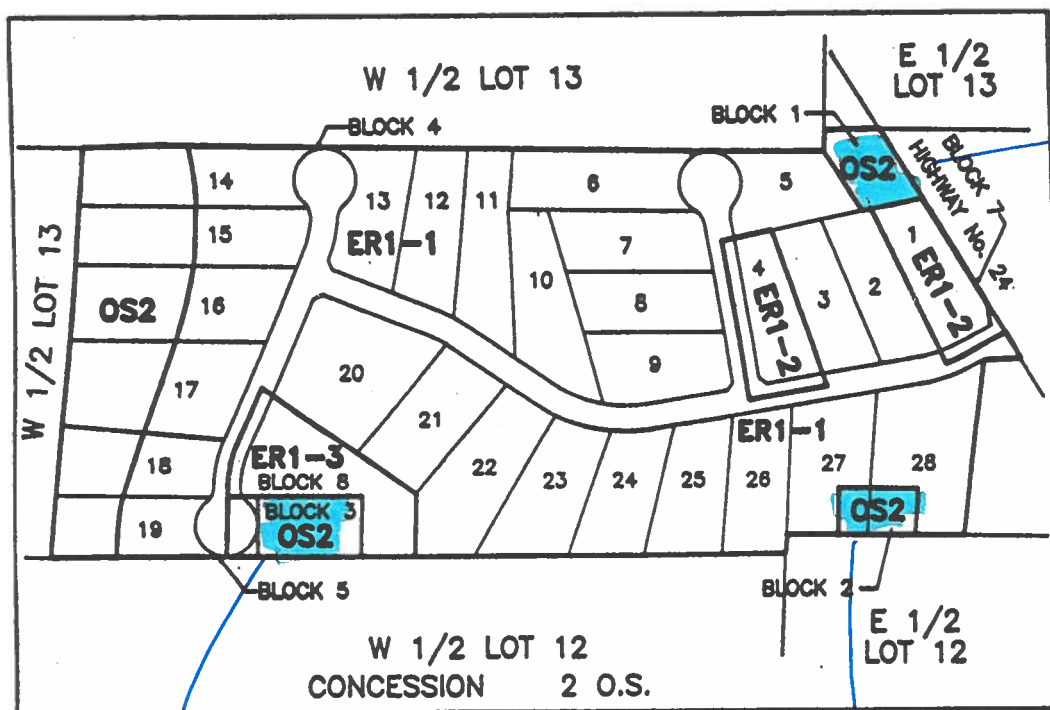 W 1/2 LOT 13
E 1/2
LOT 13
BLOCK 4
BLOCK 1
BLOCK 7
HIGHWAY No. 24
OS2
14
13
12
11
6
5
15
ER1-1
7
1
ER1-2
W 1/2 LOT 13
OS2
16
10
8
4
ER1-2
3
2
17
20
9
21
ER1-1
18
ER1-3
BLOCK 8
22
23
24
25
26
27
28
19
BLOCK 3
OS2
OS2
BLOCK 5
BLOCK 2
W 1/2 LOT 12
CONCESSION 2 O.S.
E 1/2
LOT 12